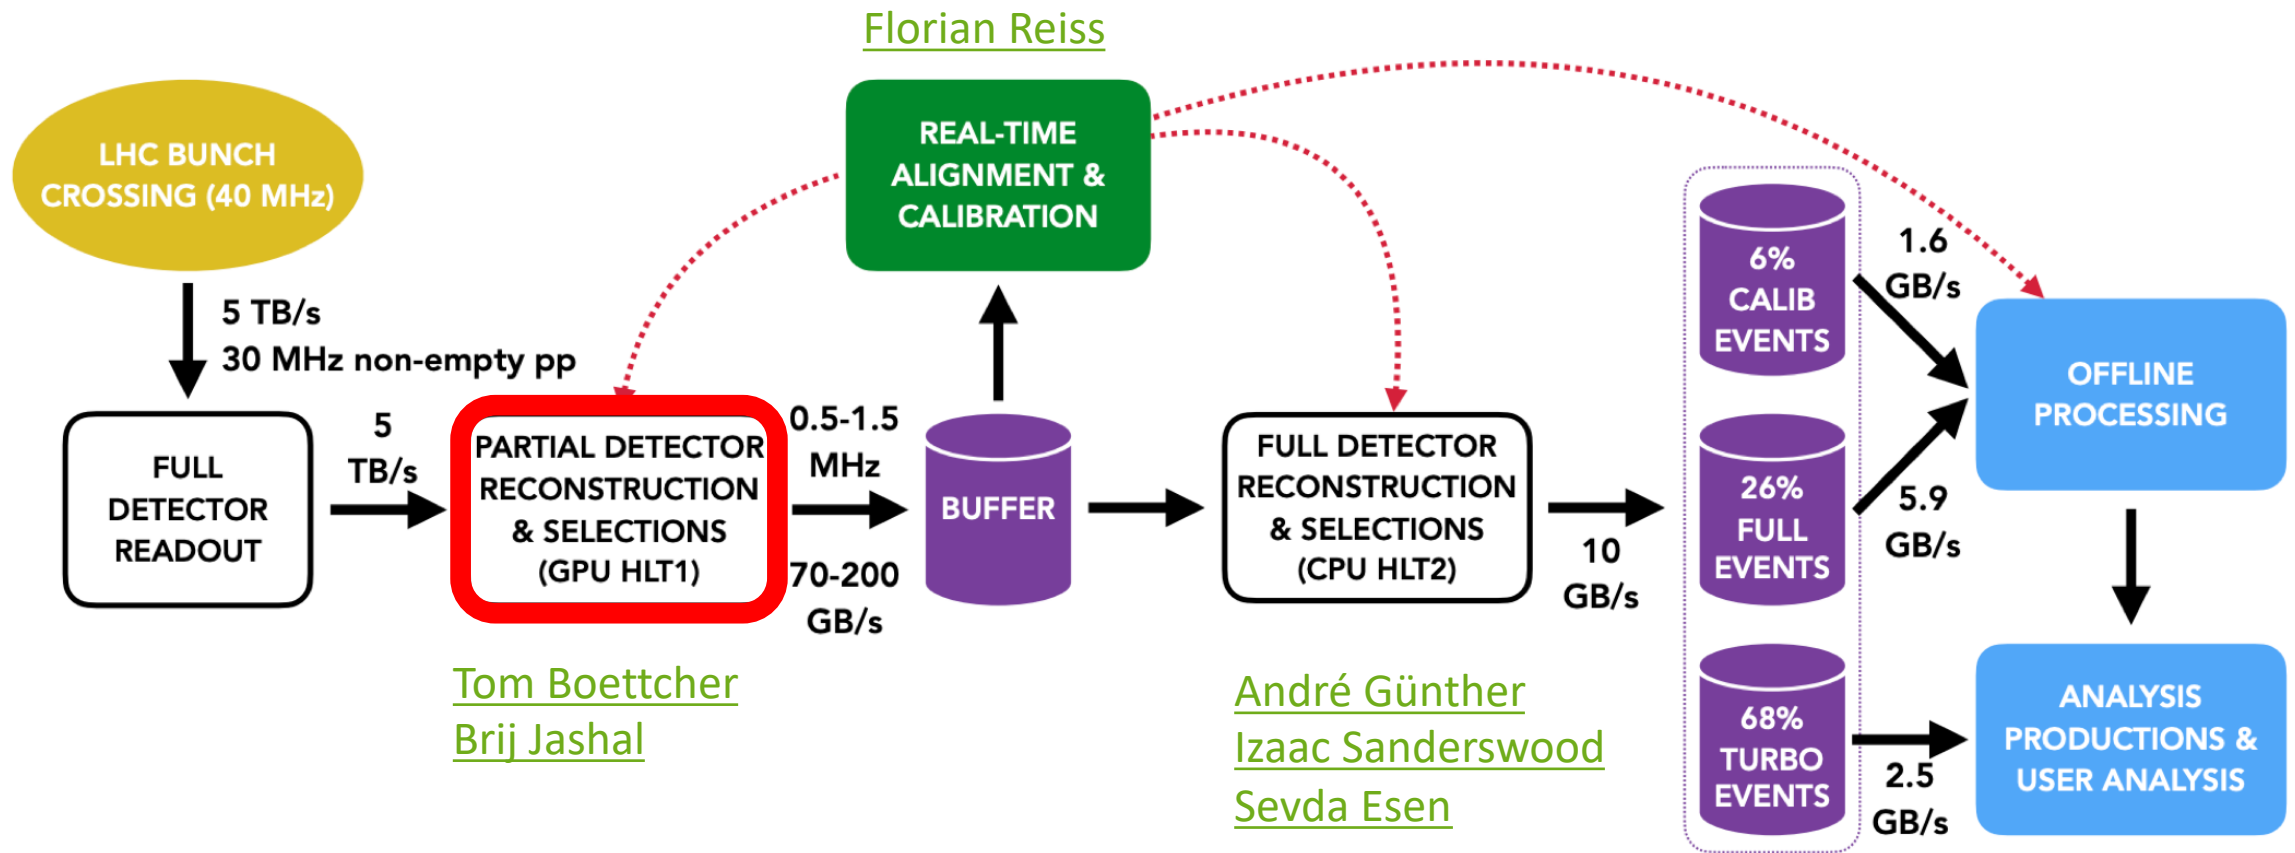 Florian Reiss
LHC BUNCH
CROSSING (40 MHz)
REAL-TIME
ALIGNMENT &
CALIBRATION
5 TB/s
30 MHz non-empty pp
FULL
DETECTOR
READOUT
5
TB/s
PARTIAL DETECTOR
RECONSTRUCTION
& SELECTIONS
(GPU HLT1)
0.5-1.5
MHz
70-200
GB/s
BUFFER
FULL DETECTOR
RECONSTRUCTION
& SELECTIONS
(CPU HLT2)
10
GB/s
6%
CALIB
EVENTS
1.6
GB/s
26%
FULL
EVENTS
5.9
GB/s
68%
TURBO
EVENTS
2.5
GB/s
OFFLINE
PROCESSING
ANALYSIS
PRODUCTIONS &
USER ANALYSIS
Tom Boettcher
Brij Jashal
André Günther
Izaac Sanderswood
Sevda Esen